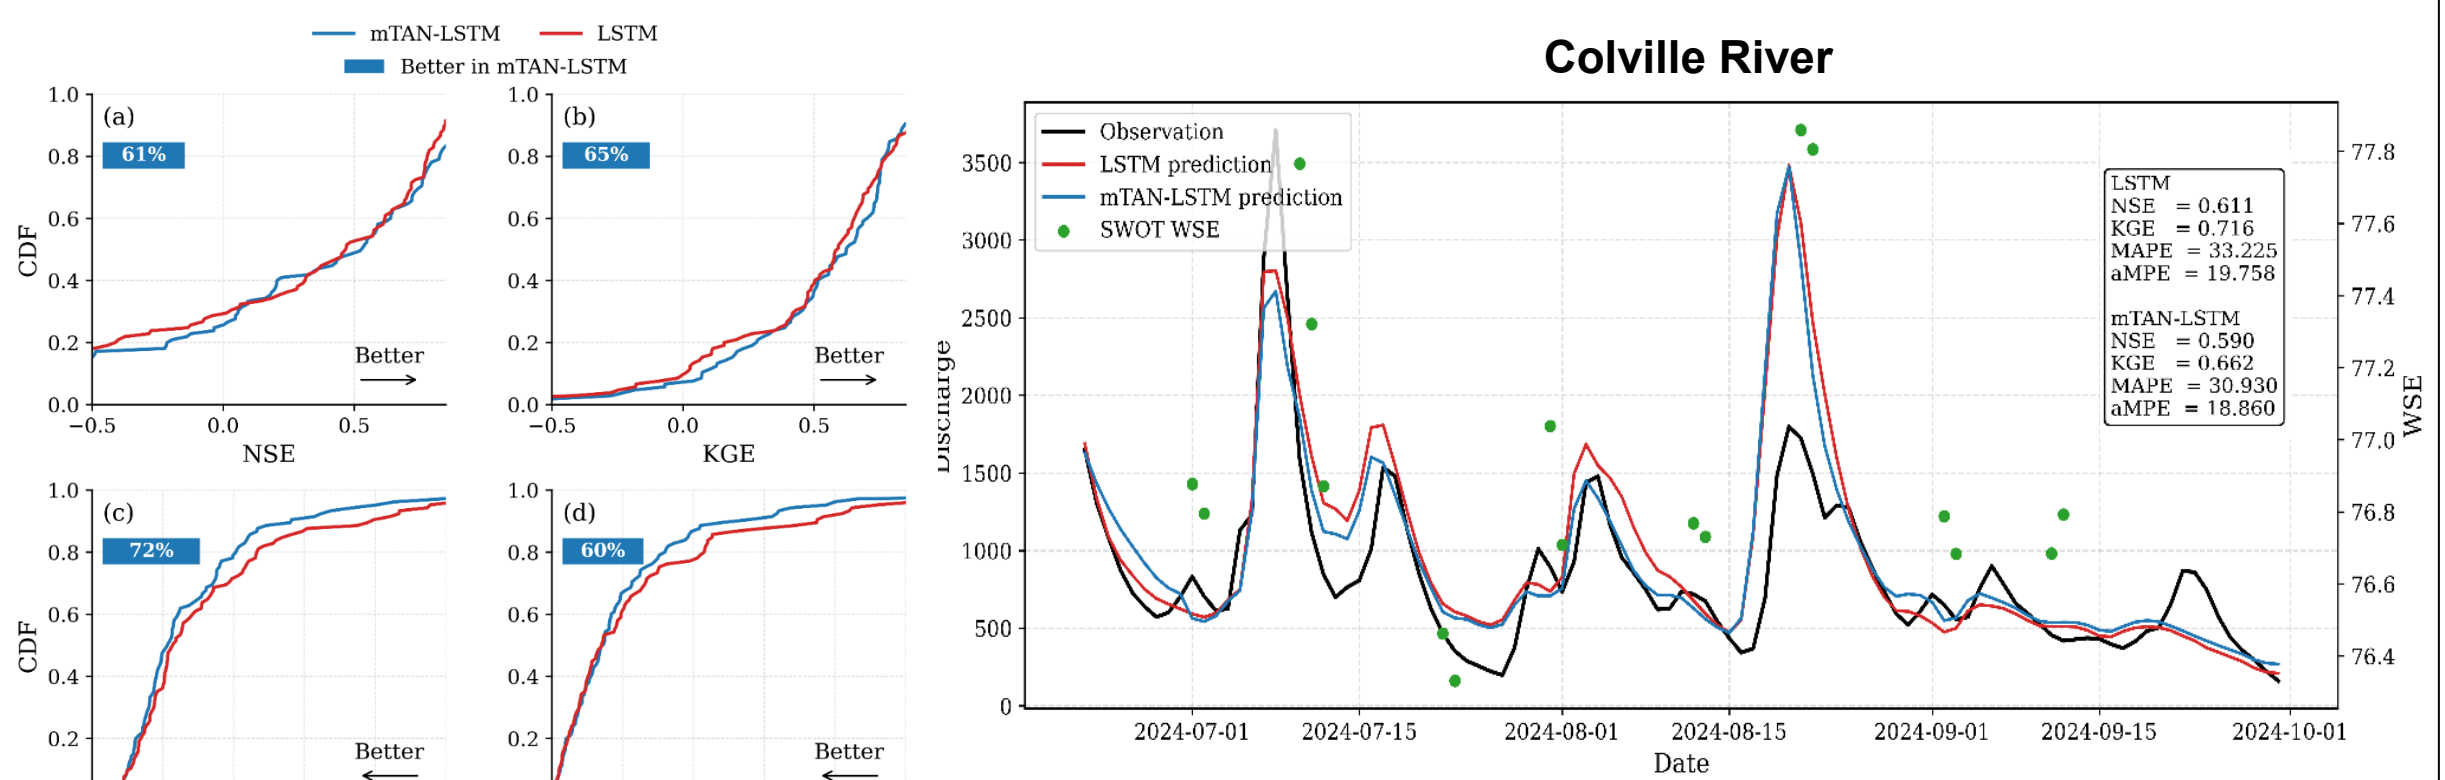 mTAN-LSTM
LSTM
Better in mTAN-LSTM
(a)
61%
1.0
0.8
0.6
0.4
0.2
0.0
CDF
−0.5
0.0
0.5
NSE
Better
(b)
65%
1.0
0.8
0.6
0.4
0.2
0.0
−0.5
0.0
0.5
KGE
Better
(c)
72%
1.0
0.8
0.6
0.4
0.2
CDF
Better
(d)
60%
1.0
0.8
0.6
0.4
0.2
Better
Colville River
Observation
LSTM prediction
mTAN-LSTM prediction
SWOT WSE
3500
3000
2500
2000
1500
1000
500
0
Discharge
LSTM
NSE = 0.611
KGE = 0.716
MAPE = 33.225
aMPE = 19.758
mTAN-LSTM
NSE = 0.590
KGE = 0.662
MAPE = 30.930
aMPE = 18.860
77.8
77.6
77.4
77.2
77.0
76.8
76.6
76.4
WSE
2024-07-01
2024-07-15
2024-08-01
2024-08-15
2024-09-01
2024-09-15
2024-10-01
Date